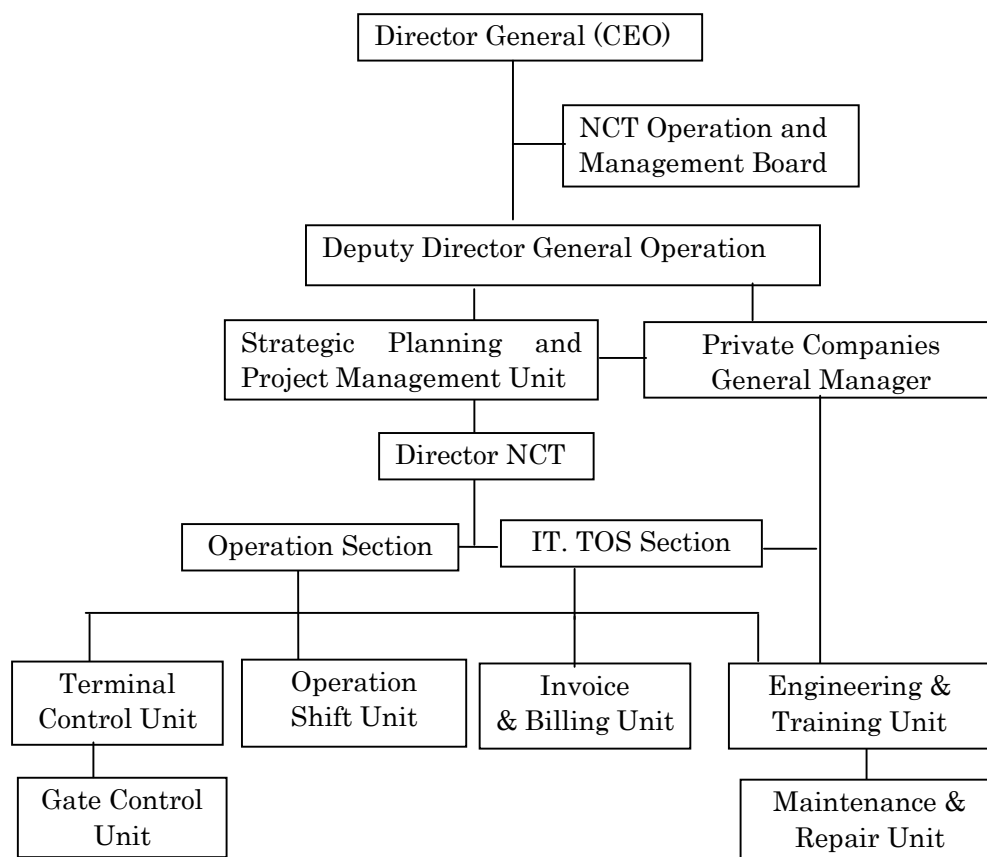 Director General (CEO)
NCT Operation and
Management Board
Deputy Director General Operation
Strategic Planning and
Project Management Unit
Private Companies
General Manager
Director NCT
Operation Section
IT. TOS Section
Terminal
Control Unit
Operation
Shift Unit
Invoice
& Billing Unit
Engineering &
Training Unit
Gate Control
Unit
Maintenance &
Repair Unit